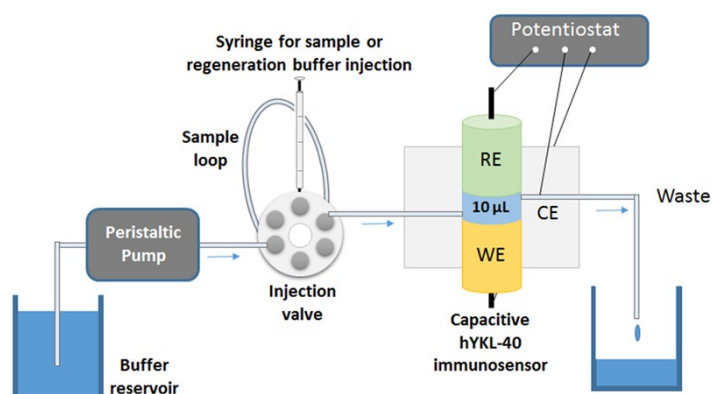 Syringe for sample or
regeneration buffer injection
Potentiostat
Sample
loop
RE
10 µL
CE
WE
Waste
Peristaltic
Pump
Injection
valve
Capacitive
hYKL-40
immunosensor
Buffer
reservoir